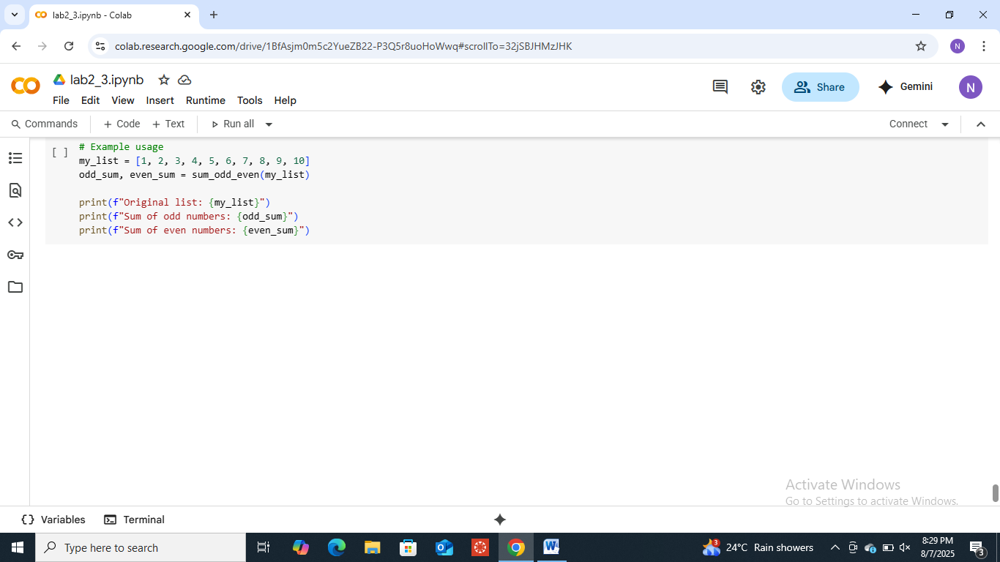 lab2_3.ipynb - Colab
colab.research.google.com/drive/1BfAsjm0m5c2YueZB22-P3Q5r8uoHoWwq#scrollTo=32jSBJHMzJHK
N
lab2_3.ipynb
File Edit View Insert Runtime Tools Help
Share
Gemini
N
Commands + Code + Text Run all
Connect
[ ]
# Example usage
my_list = [1, 2, 3, 4, 5, 6, 7, 8, 9, 10]
odd_sum, even_sum = sum_odd_even(my_list)
print(f"Original list: {my_list}")
print(f"Sum of odd numbers: {odd_sum}")
print(f"Sum of even numbers: {even_sum}")
Activate Windows
Go to Settings to activate Windows.
Variables Terminal
Type here to search
3
24°C Rain showers
8:29 PM
8/7/2025
3